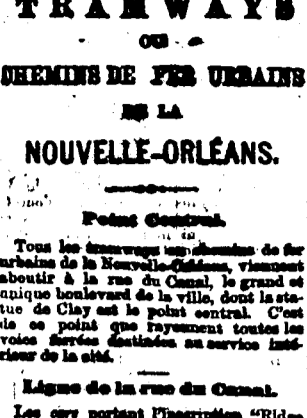 TRAMWAYS
OU
CHEMINS DE FER URBAINS
DE LA
NOUVELLE-ORLÉANS.
Point Central.
Tous les tramways ou chemins de fer
urbains de la Nouvelle-Orléans, viennent
aboutir à la rue du Canal, le grand et
unique boulevard de la ville, dont la sta-
tue de Clay est le point central. C'est
de ce point que rayonnent toutes les
voies ferrées destinées au service inté-
rieur de la cité.
Ligne de la rue du Canal.
Les cars portant l'inscription "Ridge